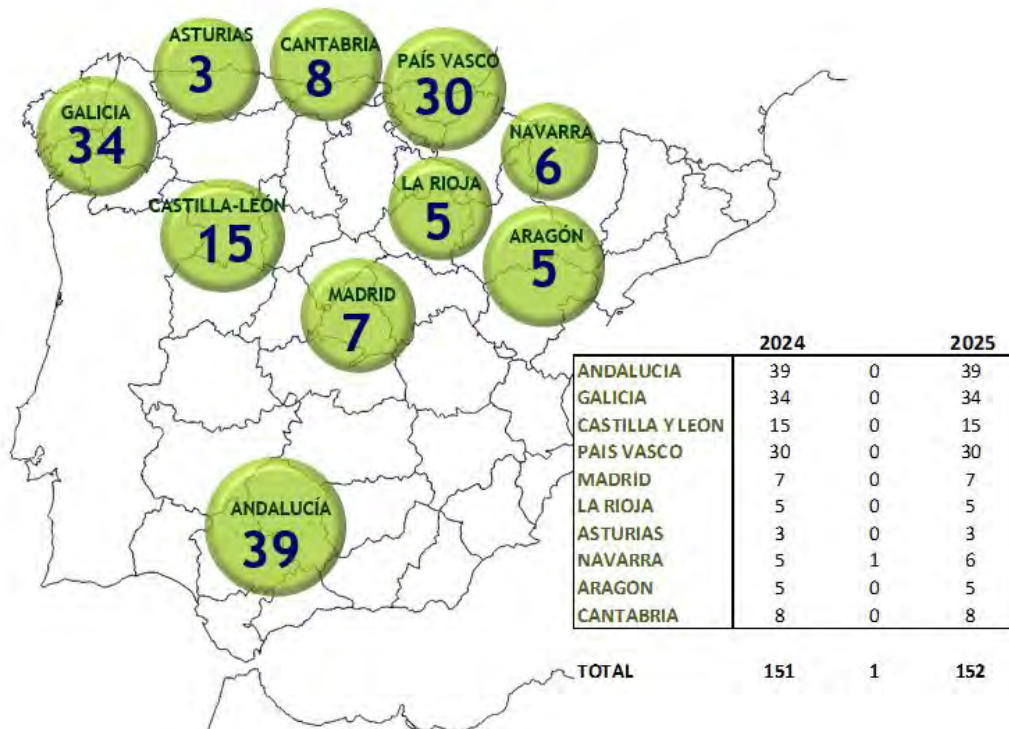 ASTURIAS
3
CANTABRIA
8
PAÍS VASCO
30
GALICIA
34
NAVARRA
6
LA RIOJA
5
CASTILLA-LEÓN
15
ARAGÓN
5
MADRID
7
ANDALUCÍA
39
2024 2025
ANDALUCIA 39 0 39
GALICIA 34 0 34
CASTILLA Y LEON 15 0 15
PAIS VASCO 30 0 30
MADRID 7 0 7
LA RIOJA 5 0 5
ASTURIAS 3 0 3
NAVARRA 5 1 6
ARAGON 5 0 5
CANTABRIA 8 0 8
TOTAL 151 1 152